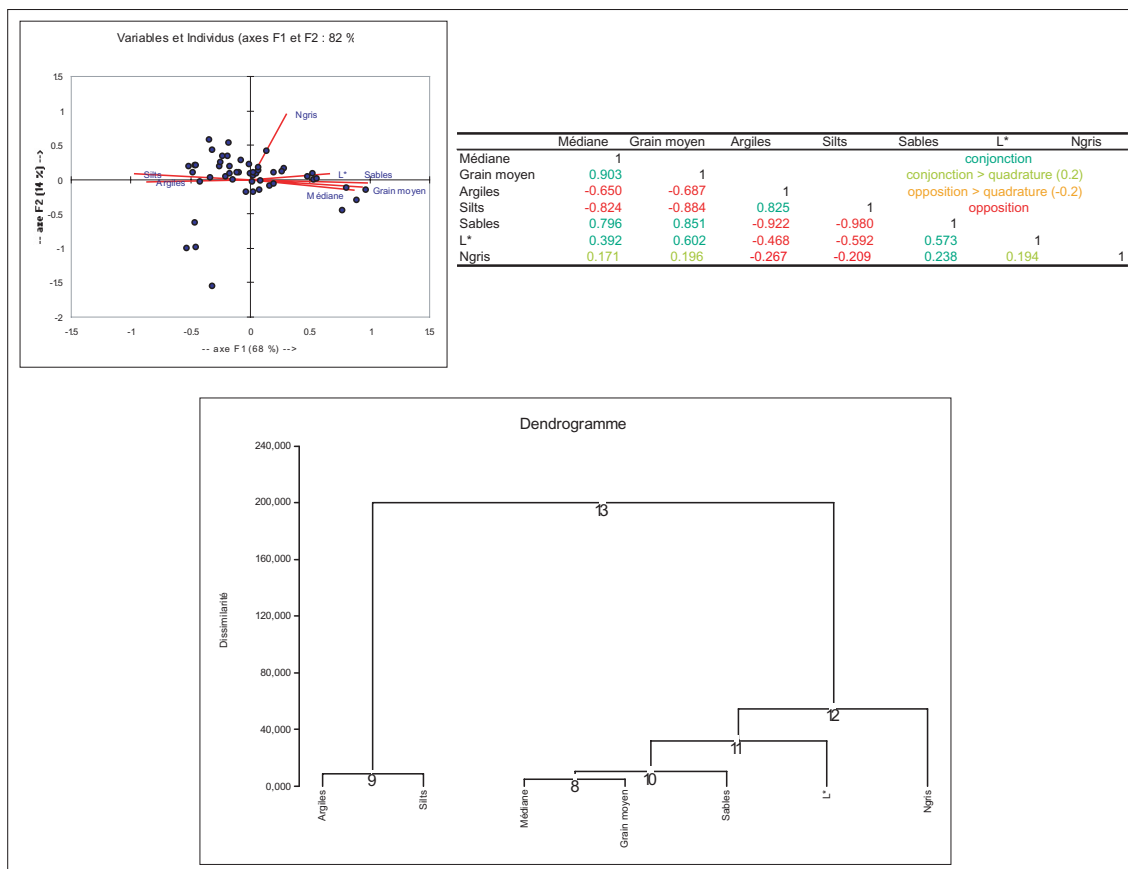 Variables et Individus (axes F1 et F2 : 82 %
15
1
0.5
0
-0.5
-1
-1.5
-2
-- axe F2 (14 %) -->
Ngris
Silts
Argiles
L*
Sables
Grain moyen
Médiane
-15
-1
-0.5
0
0.5
1
15
-- axe F1 (68 %) -->
Médiane Grain moyen Argiles Silts Sables L* Ngris
Médiane 1 conjonction
Grain moyen 0.903 1 conjonction > quadrature (0.2)
Argiles -0.650 -0.687 1 opposition > quadrature (-0.2)
Silts -0.824 -0.884 0.825 1 opposition
Sables 0.796 0.851 -0.922 -0.980 1
L* 0.392 0.602 -0.468 -0.592 0.573 1
Ngris 0.171 0.196 -0.267 -0.209 0.238 0.194 1
Dendrogramme
240,000
200,000
160,000
120,000
80,000
40,000
0,000
Dissimilarité
13
12
11
10
9
8
Argiles
Silts
Médiane
Grain moyen
Sables
L*
Ngris